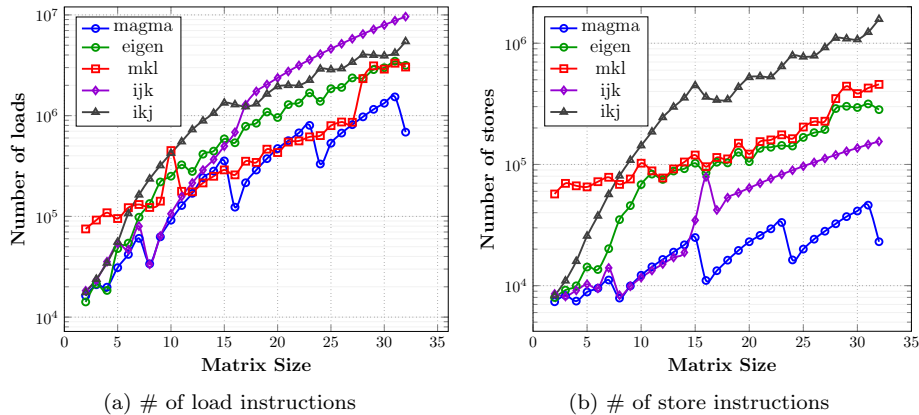 10^7
10^6
10^5
10^4
Number of loads
magma
eigen
mkl
ijk
ikj
0 5 10 15 20 25 30 35
Matrix Size
(a) # of load instructions
10^6
10^5
10^4
Number of stores
magma
eigen
mkl
ijk
ikj
0 5 10 15 20 25 30 35
Matrix Size
(b) # of store instructions